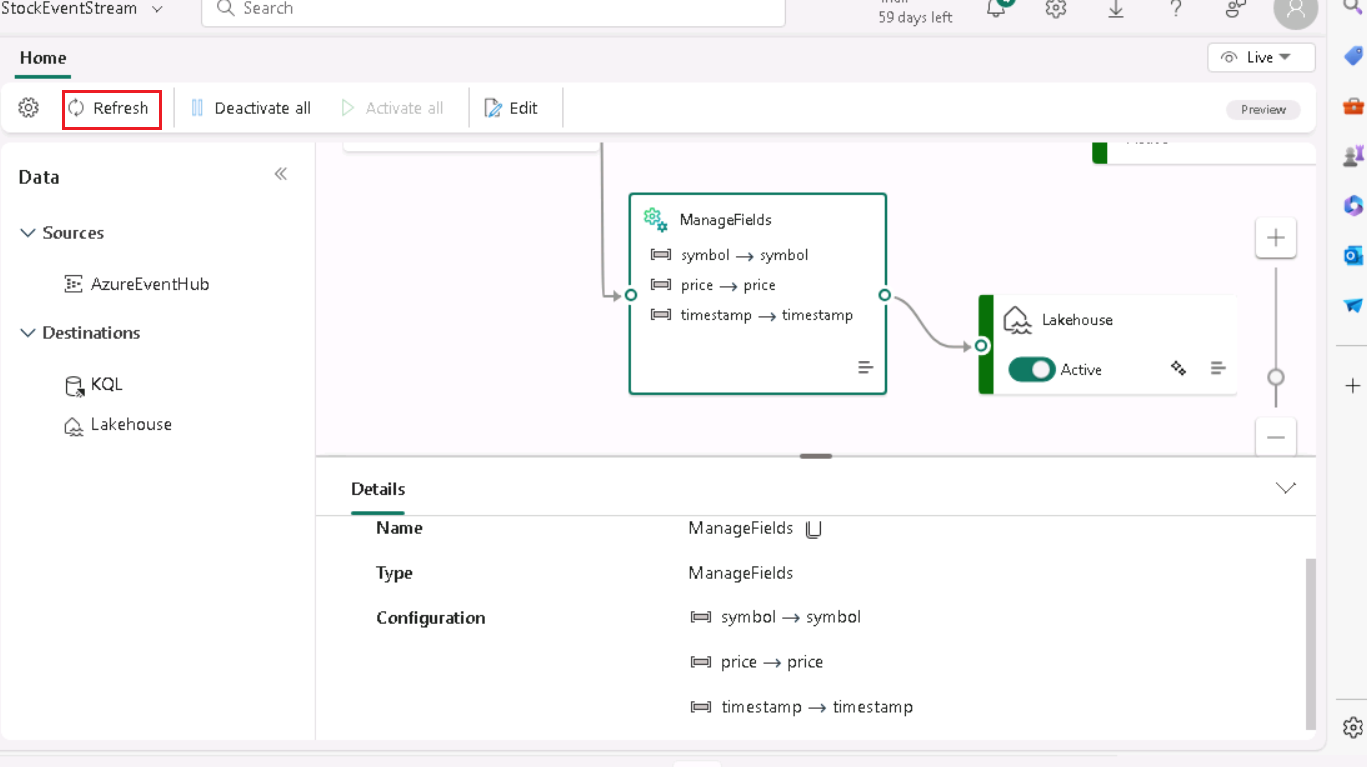 StockEventStream
Search
59 days left
Home
Live
Refresh
Deactivate all
Activate all
Edit
Preview
Data
Sources
AzureEventHub
Destinations
KQL
Lakehouse
ManageFields
symbol → symbol
price → price
timestamp → timestamp
Lakehouse
Active
Details
Name
ManageFields
Type
ManageFields
Configuration
symbol → symbol
price → price
timestamp → timestamp